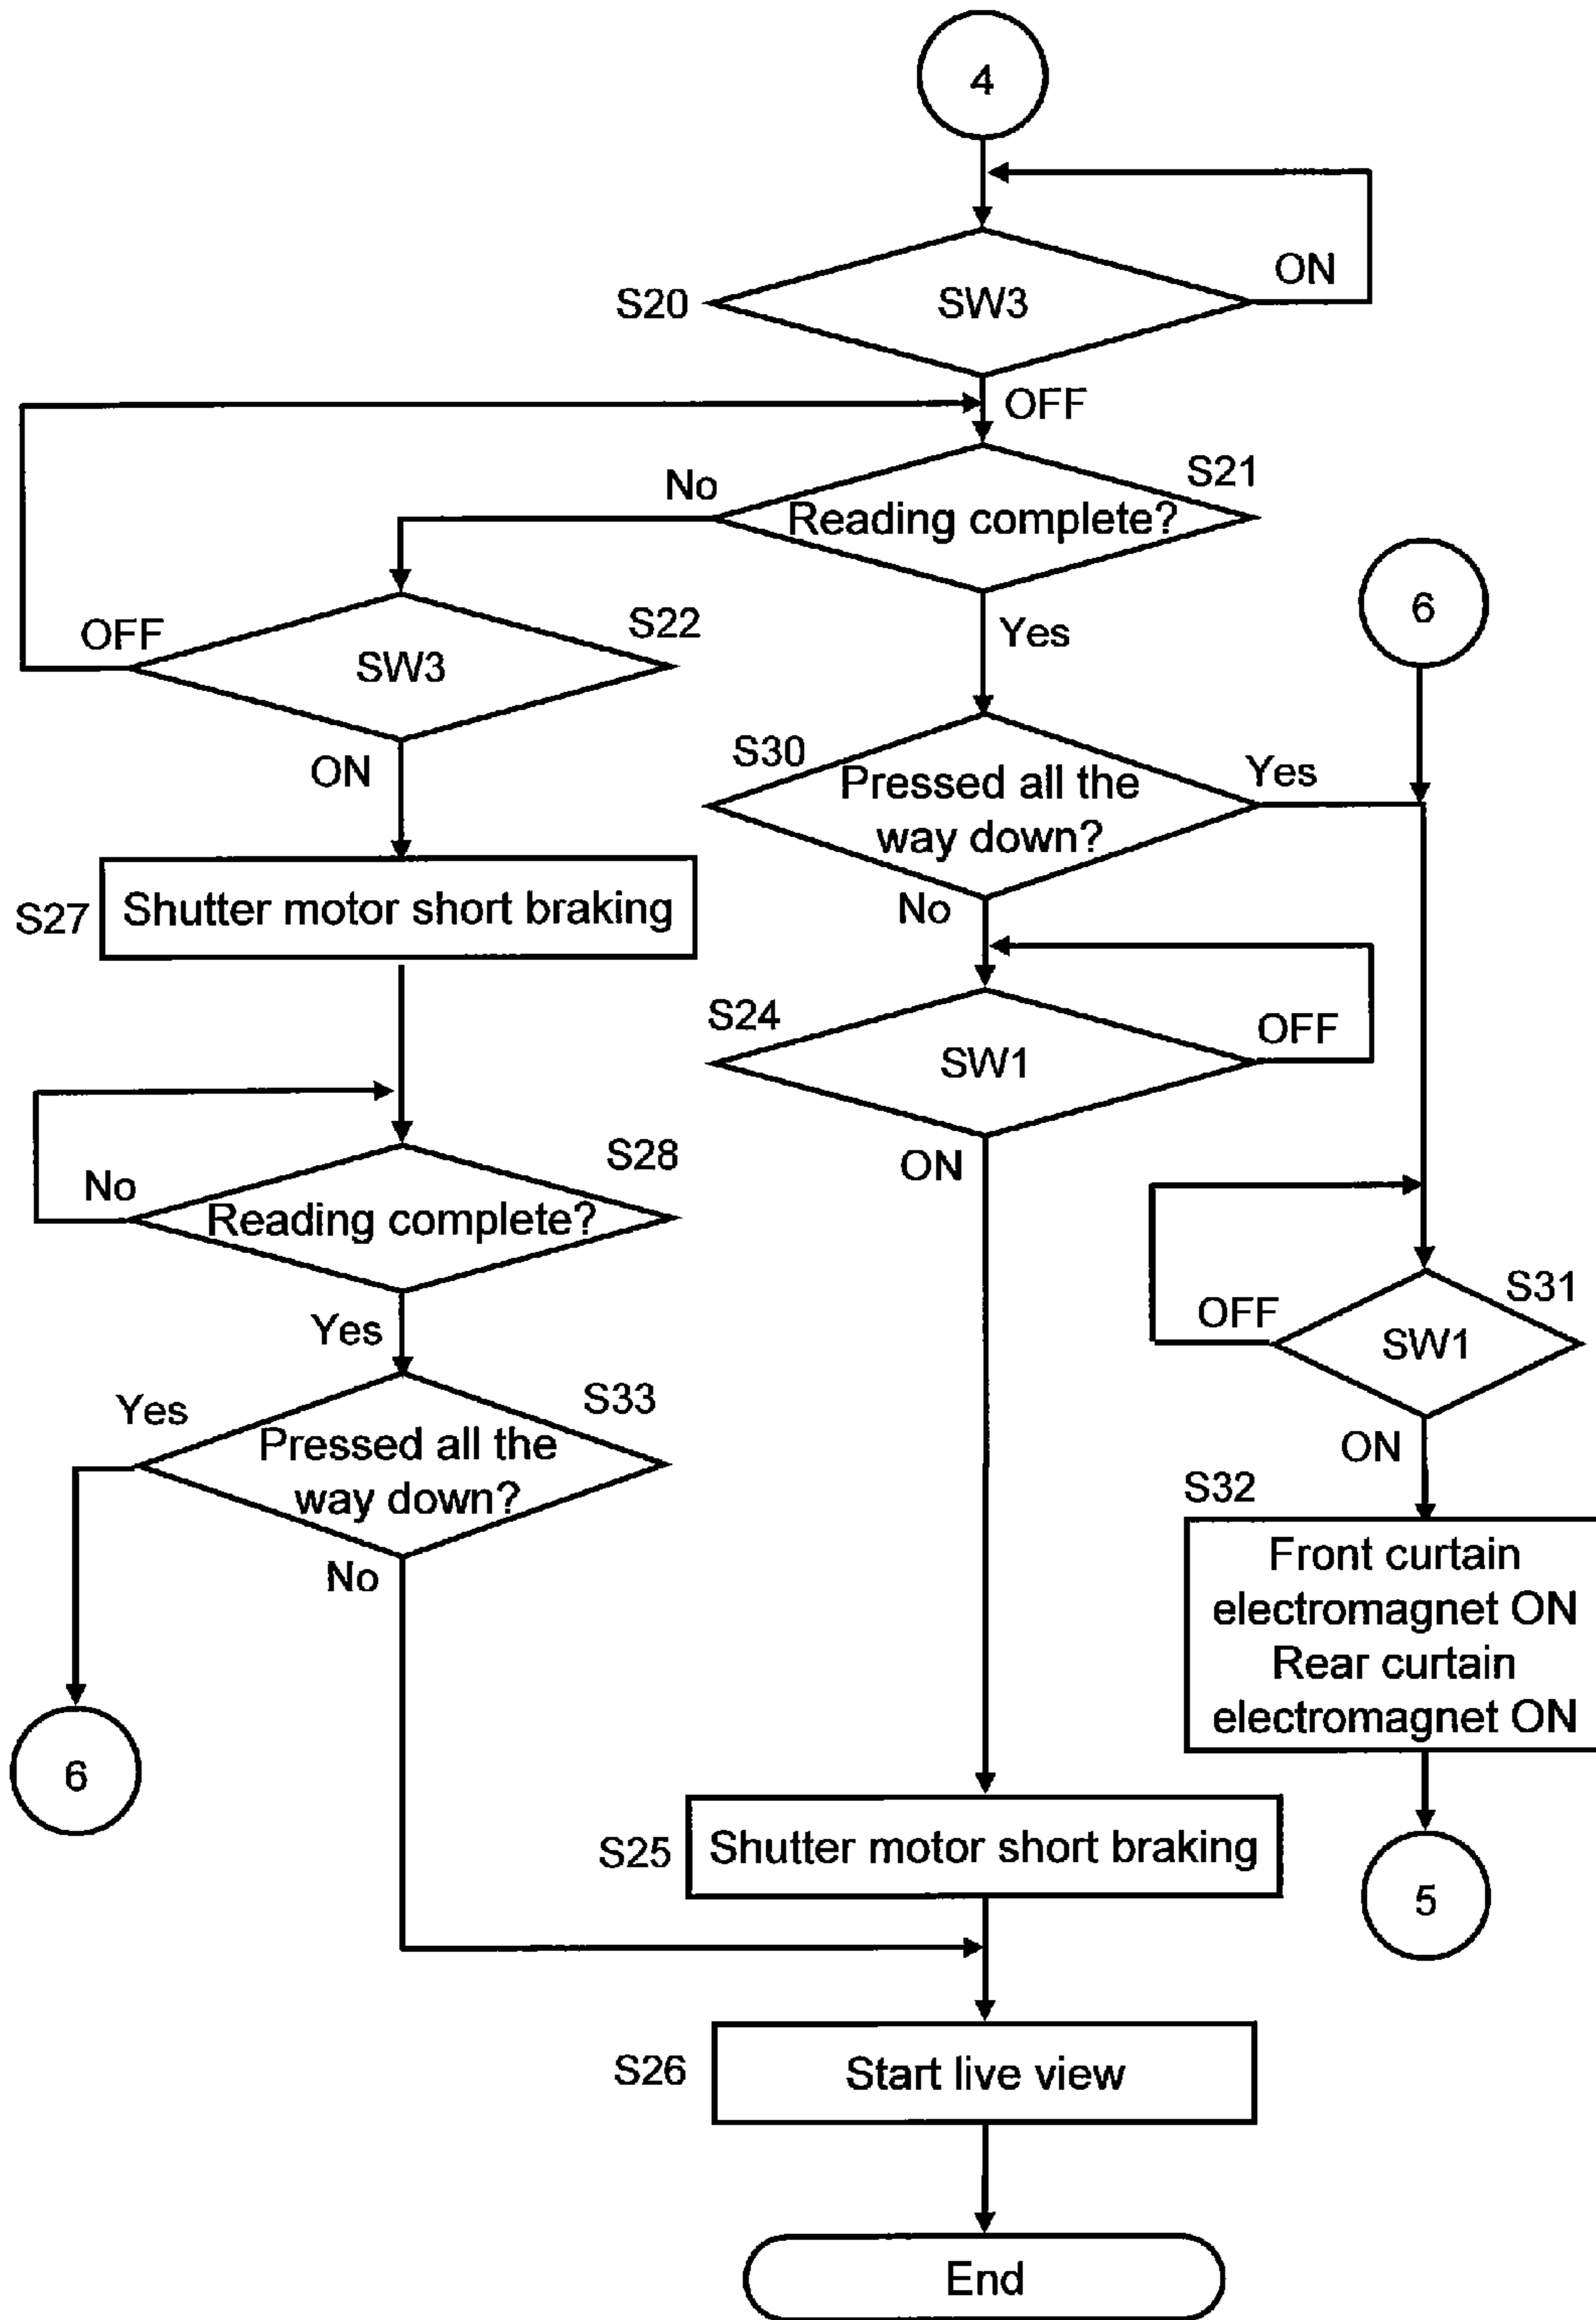 4
ON
S20
SW3
OFF
S21
No
Reading complete?
6
OFF
S22
Yes
SW3
S30
Yes
ON
Pressed all the
way down?
S27
Shutter motor short braking
No
S24
OFF
SW1
S28
ON
No
Reading complete?
S31
OFF
Yes
SW1
S33
Yes
ON
Pressed all the
way down?
S32
Front curtain
electromagnet ON
Rear curtain
electromagnet ON
No
6
S25
Shutter motor short braking
5
S26
Start live view
End